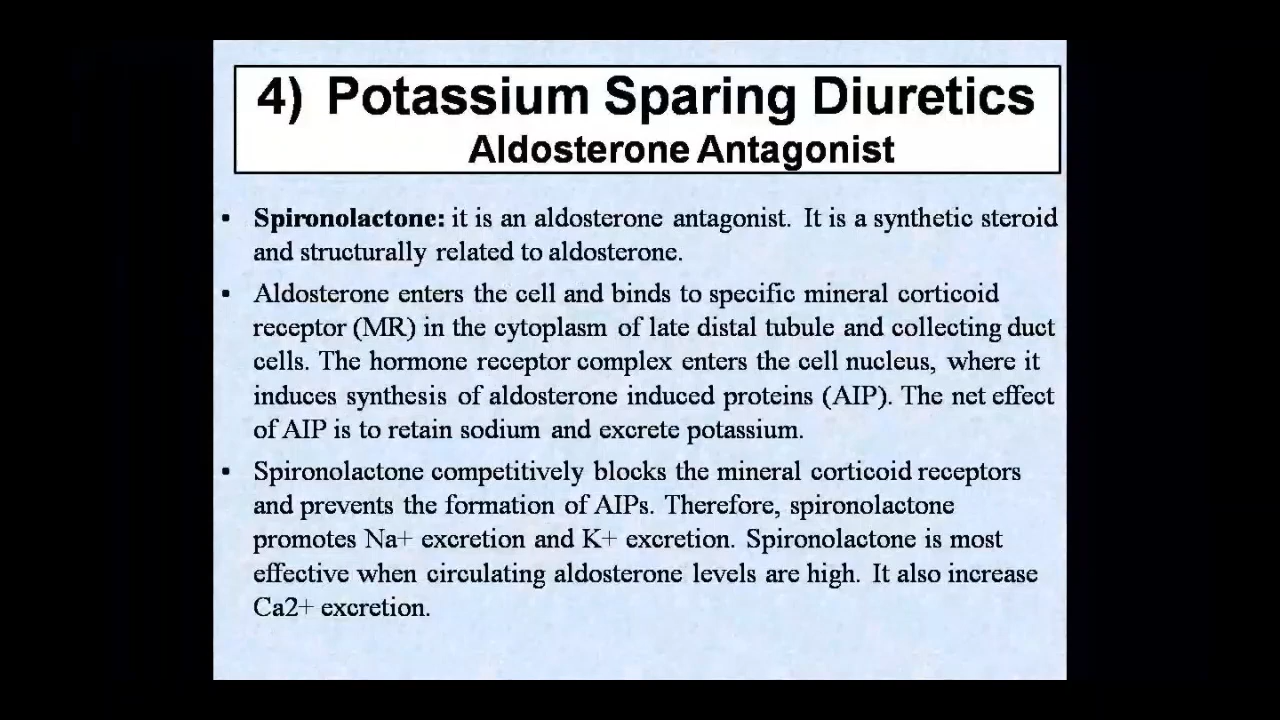 4) Potassium Sparing Diuretics
Aldosterone Antagonist
• Spironolactone: it is an aldosterone antagonist. It is a synthetic steroid
and structurally related to aldosterone.
• Aldosterone enters the cell and binds to specific mineral corticoid
receptor (MR) in the cytoplasm of late distal tubule and collecting duct
cells. The hormone receptor complex enters the cell nucleus, where it
induces synthesis of aldosterone induced proteins (AIP). The net effect
of AIP is to retain sodium and excrete potassium.
• Spironolactone competitively blocks the mineral corticoid receptors
and prevents the formation of AIPs. Therefore, spironolactone
promotes Na+ excretion and K+ excretion. Spironolactone is most
effective when circulating aldosterone levels are high. It also increase
Ca2+ excretion.